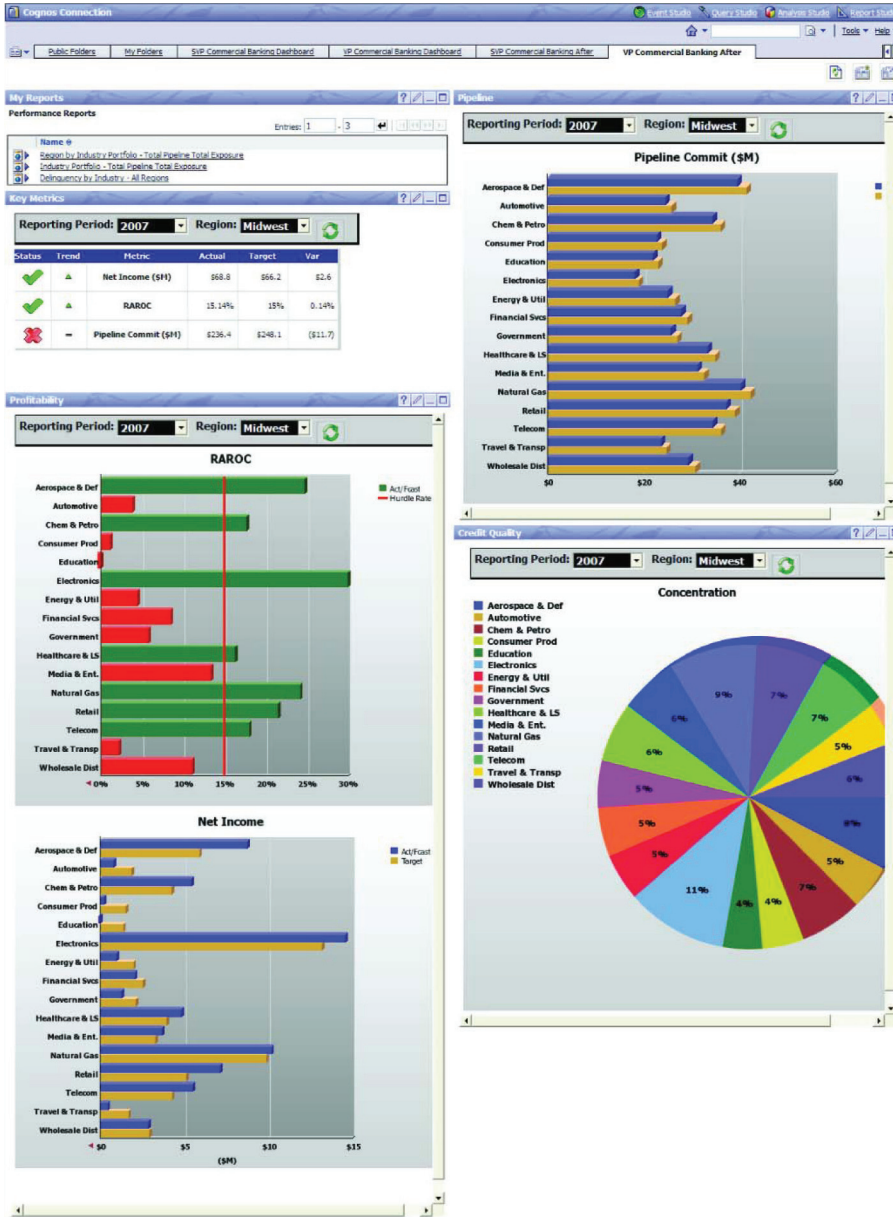 Cognos Connection
Event Studio Query Studio Analysis Studio Report Stud
Tools Help
Public Folders My Folders SVP Commercial Banking Dashboard VP Commercial Banking Dashboard SVP Commercial Banking After VP Commercial Banking After
My Reports
Performance Reports
Entries: 1 - 3
Name
Region by Industry Portfolio - Total Pipeline Total Exposure
Industry Portfolio - Total Pipeline Total Exposure
Delinquency by Industry - All Regions
Key Metrics
Reporting Period: 2007 Region: Midwest
Status Trend Metric Actual Target Var
Net Income ($M) $68.8 $66.2 $2.6
RAROC 15.14% 15% 0.14%
Pipeline Commit ($M) $236.4 $248.1 ($11.7)
Profitability
Reporting Period: 2007 Region: Midwest
RAROC
Aerospace & Def
Automotive
Chem & Petro
Consumer Prod
Education
Electronics
Energy & Util
Financial Svcs
Government
Healthcare & LS
Media & Ent.
Natural Gas
Retail
Telecom
Travel & Transp
Wholesale Dist
0% 5% 10% 15% 20% 25% 30%
Act/Fcast
Hurdle Rate
Net Income
Aerospace & Def
Automotive
Chem & Petro
Consumer Prod
Education
Electronics
Energy & Util
Financial Svcs
Government
Healthcare & LS
Media & Ent.
Natural Gas
Retail
Telecom
Travel & Transp
Wholesale Dist
$0 $5 $10 $15
($M)
Act/Fcast
Target
Pipeline
Reporting Period: 2007 Region: Midwest
Pipeline Commit ($M)
Aerospace & Def
Automotive
Chem & Petro
Consumer Prod
Education
Electronics
Energy & Util
Financial Svcs
Government
Healthcare & LS
Media & Ent.
Natural Gas
Retail
Telecom
Travel & Transp
Wholesale Dist
$0 $20 $40 $60
Credit Quality
Reporting Period: 2007 Region: Midwest
Concentration
Aerospace & Def
Automotive
Chem & Petro
Consumer Prod
Education
Electronics
Energy & Util
Financial Svcs
Government
Healthcare & LS
Media & Ent.
Natural Gas
Retail
Telecom
Travel & Transp
Wholesale Dist
9% 7%
6% 7%
6% 5%
5% 6%
5% 8%
5% 5%
11% 4% 4% 7%